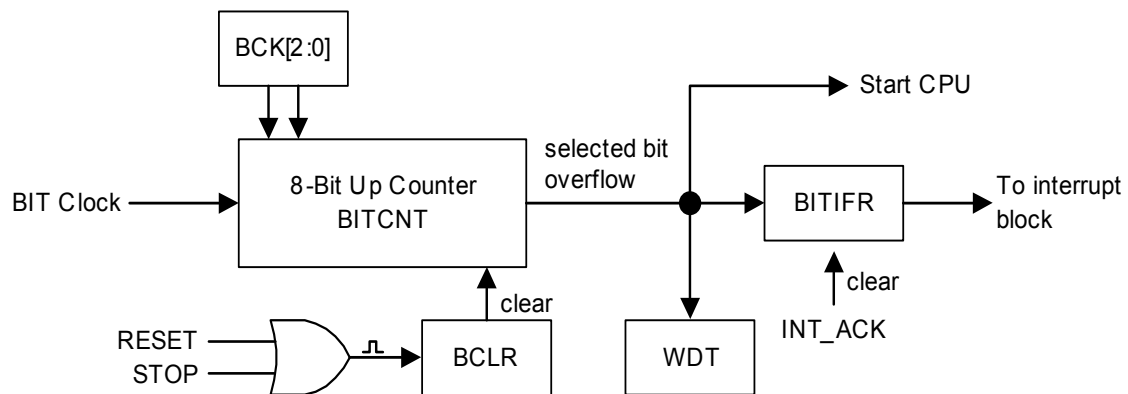 BCK[2:0]
Start CPU
selected bit
overflow
8-Bit Up Counter
BITCNT
BIT Clock
BITIFR
To interrupt
block
clear
clear
INT_ACK
RESET
STOP
BCLR
WDT